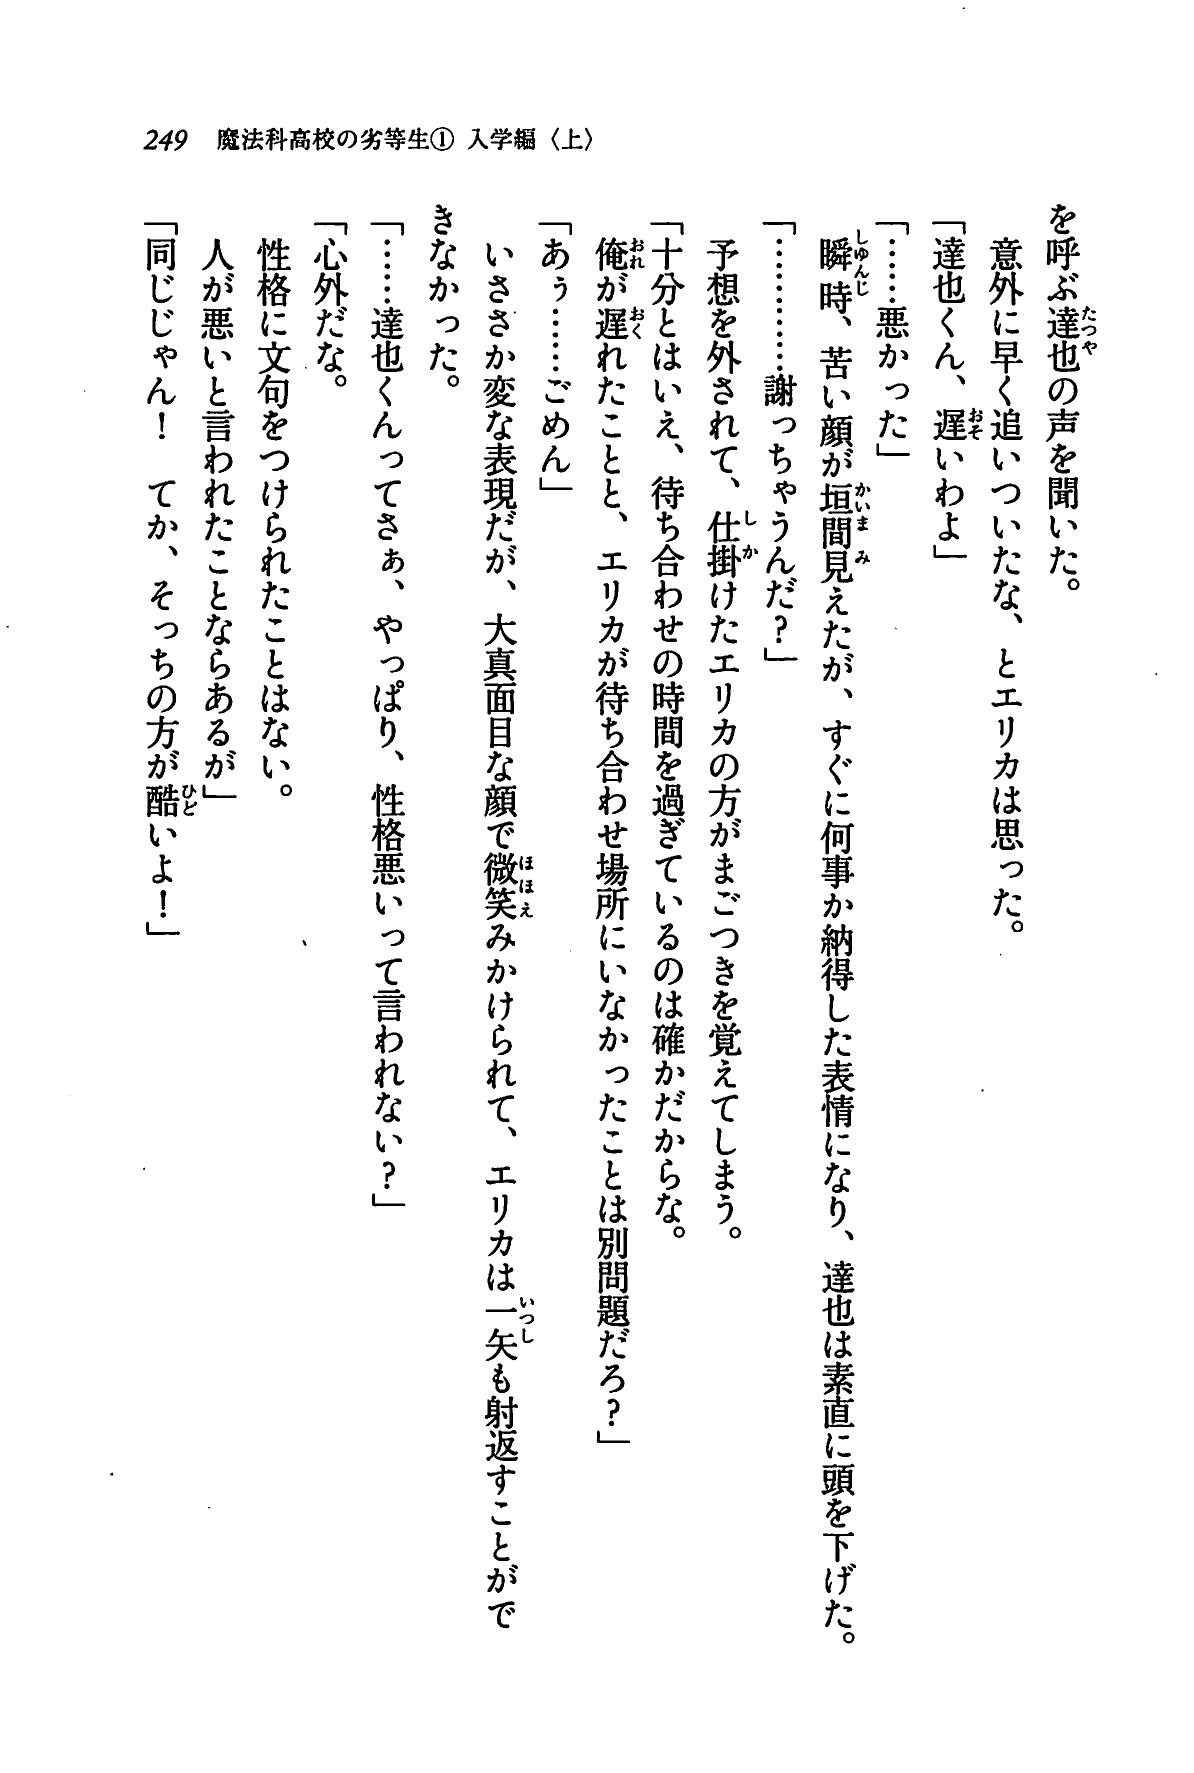 249 魔法科高校の劣等生① 入学編〈上〉
を呼ぶ達也の声を聞いた。
意外に早く追いついたな、とエリカは思った。
「達也くん、遅いわよ」
「……悪かった」
瞬時、苦い顔が垣間見えたが、すぐに何事か納得した表情になり、達也は素直に頭を下げた。
「…………謝っちゃうんだ？」
予想を外されて、仕掛けたエリカの方がまごつきを覚えてしまう。
「十分とはいえ、待ち合わせの時間を過ぎているのは確かだからな。
俺が遅れたことと、エリカが待ち合わせ場所にいなかったことは別問題だろ？」
「あぅ……ごめん」
いささか変な表現だが、大真面目な顔で微笑みかけられて、エリカは一矢も射返すことがで
きなかった。
「……達也くんってさぁ、やっぱり、性格悪いって言われない？」
「心外だな。
性格に文句をつけられたことはない。
人が悪いと言われたことならあるが」
「同じじゃん！　てか、そっちの方が酷いよ！」